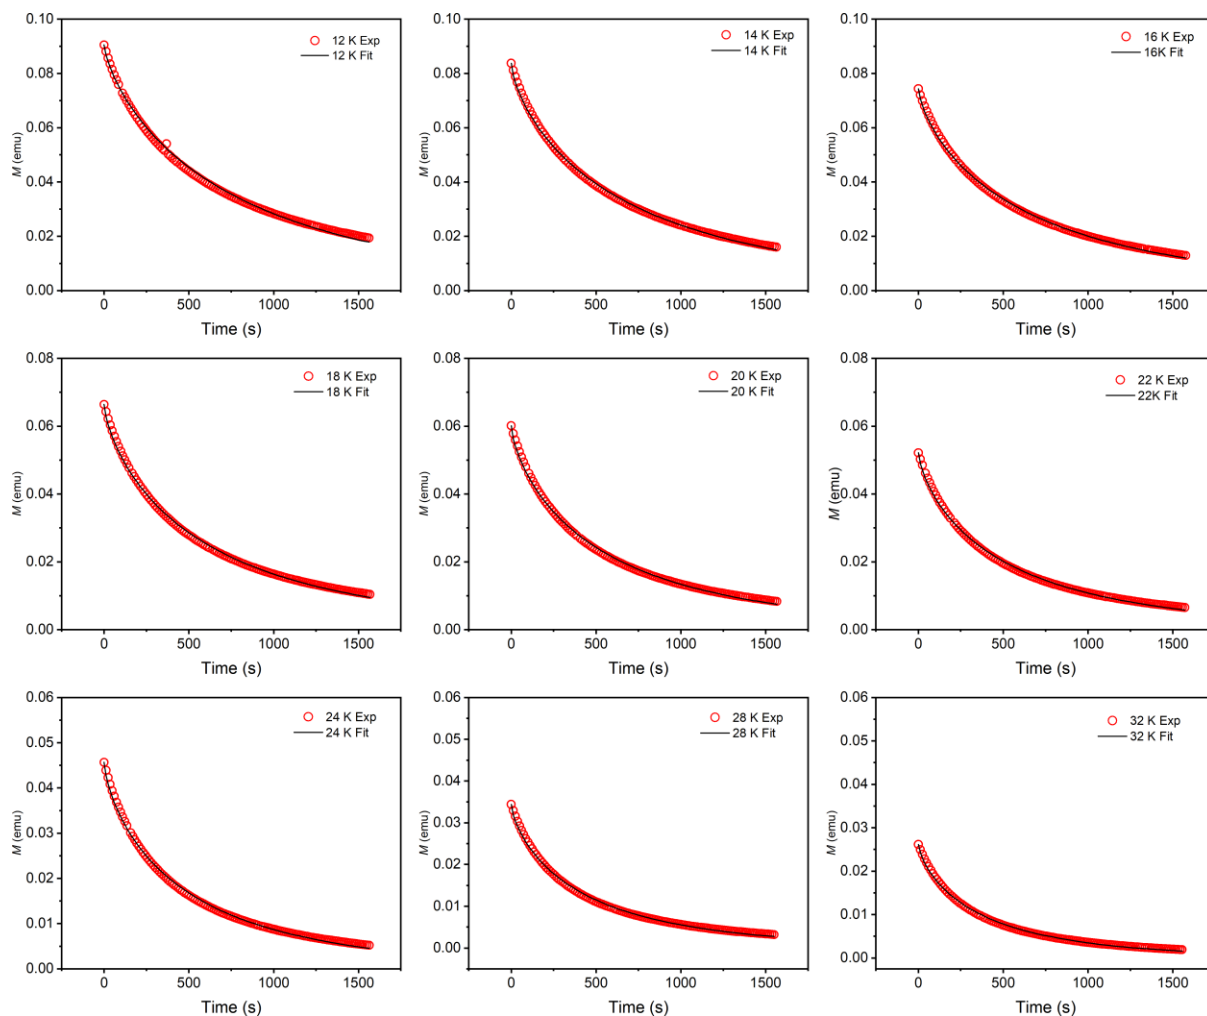 0.10
0.08
0.06
0.04
0.02
0.00
M (emu)
0
500
1000
1500
Time (s)
12 K Exp
12 K Fit
0.10
0.08
0.06
0.04
0.02
0.00
M (emu)
0
500
1000
1500
Time (s)
14 K Exp
14 K Fit
0.10
0.08
0.06
0.04
0.02
0.00
M (emu)
0
500
1000
1500
Time (s)
16 K Exp
16K Fit
0.08
0.06
0.04
0.02
0.00
M (emu)
0
500
1000
1500
Time (s)
18 K Exp
18 K Fit
0.08
0.06
0.04
0.02
0.00
M (emu)
0
500
1000
1500
Time (s)
20 K Exp
20 K Fit
0.08
0.06
0.04
0.02
0.00
M (emu)
0
500
1000
1500
Time (s)
22 K Exp
22K Fit
0.06
0.05
0.04
0.03
0.02
0.01
0.00
M (emu)
0
500
1000
1500
Time (s)
24 K Exp
24 K Fit
0.06
0.05
0.04
0.03
0.02
0.01
0.00
M (emu)
0
500
1000
1500
Time (s)
28 K Exp
28 K Fit
0.06
0.05
0.04
0.03
0.02
0.01
0.00
M (emu)
0
500
1000
1500
Time (s)
32 K Exp
32 K Fit